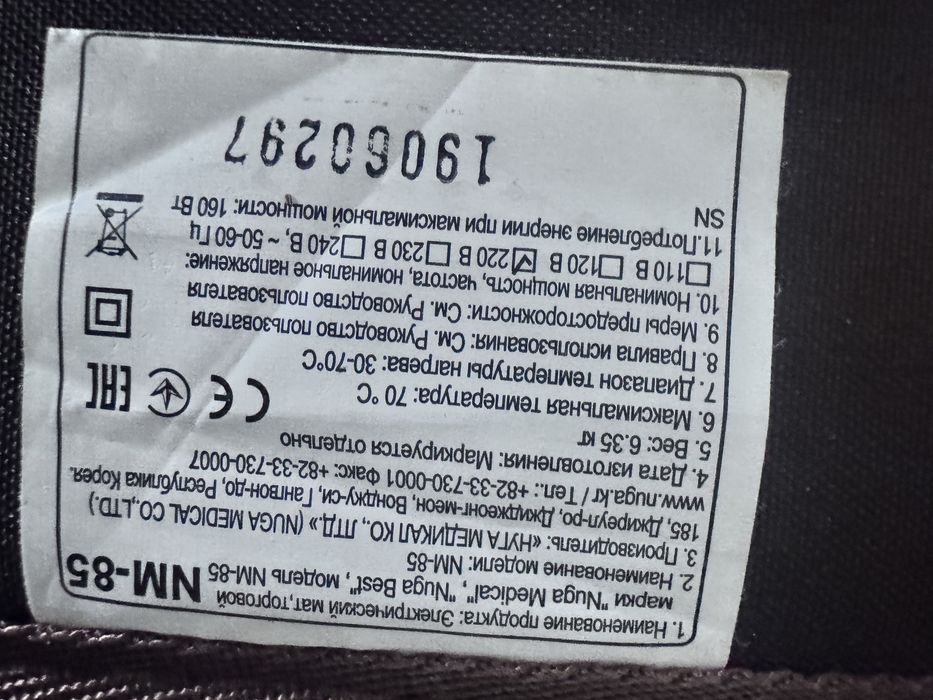 1. Наименование продукта: Электрический мат,торговой
марки "Nuga Medical", "Nuga Best", модель NM-85
NM-85
2. Наименование модели: NM-85
3. Производитель: «НУГА МЕДИКАЛ КО., ЛТД.» (NUGA MEDICAL CO.,LTD.)
185, Джиреул-ро, Джиджеонг-меон, Вонджу-си, Гангвон-до, Республика Корея.
www.nuga.kr / Тел.: +82-33-730-0001 Факс: +82-33-730-0007
4. Дата изготовления: Маркируется отдельно
5. Вес: 6.35 кг
6. Максимальная температура: 70 °C
7. Диапазон температуры нагрева: 30-70°C
CE EAC
8. Правила использования: См. Руководство пользователя
9. Меры предосторожности: См. Руководство пользователя
10. Номинальная мощность, частота, номинальное напряжение:
☐110 В ☐120 В ☑220 В ☐230 В ☐240 В, ~ 50-60 Гц
11.Потребление энергии при максимальной мощности: 160 Вт
SN
19060297